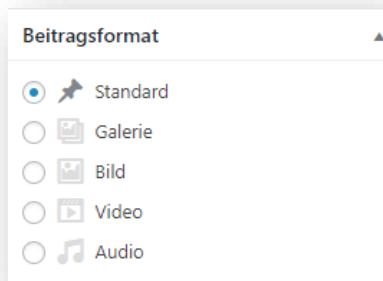 Beitragsformat
Standard
Galerie
Bild
Video
Audio